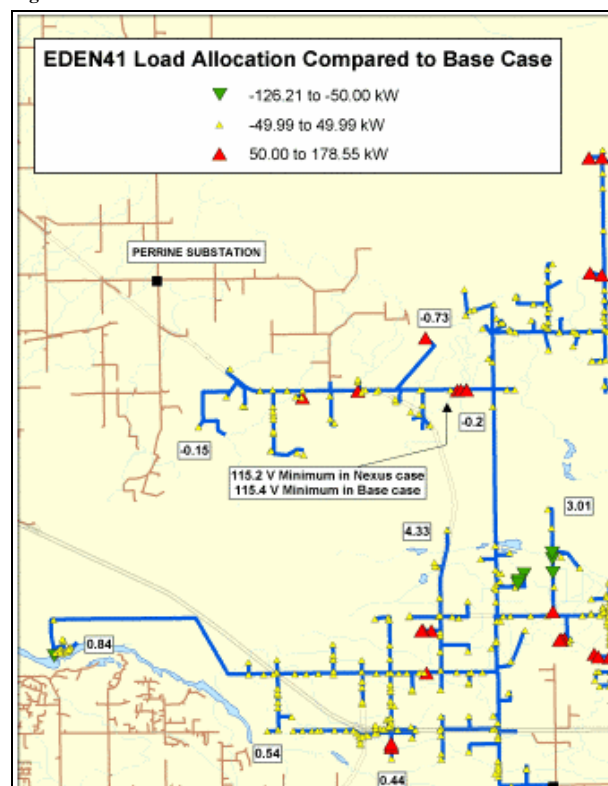 EDEN41 Load Allocation Compared to Base Case
-126.21 to -50.00 kW
-49.99 to 49.99 kW
50.00 to 178.55 kW
PERRINE SUBSTATION
-0.73
-0.2
-0.15
115.2 V Minimum in Nexus case
115.4 V Minimum in Base case
3.01
4.33
0.84
0.54
0.44